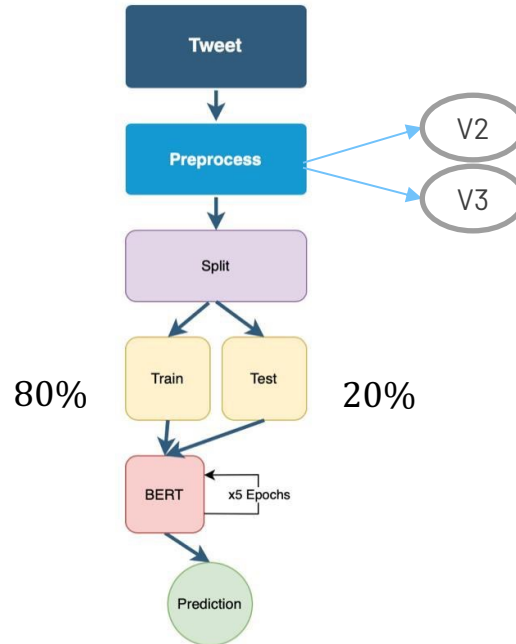 Tweet
V2
Preprocess
V3
Split
Train
Test
80%
20%
BERT
x5 Epochs
Prediction